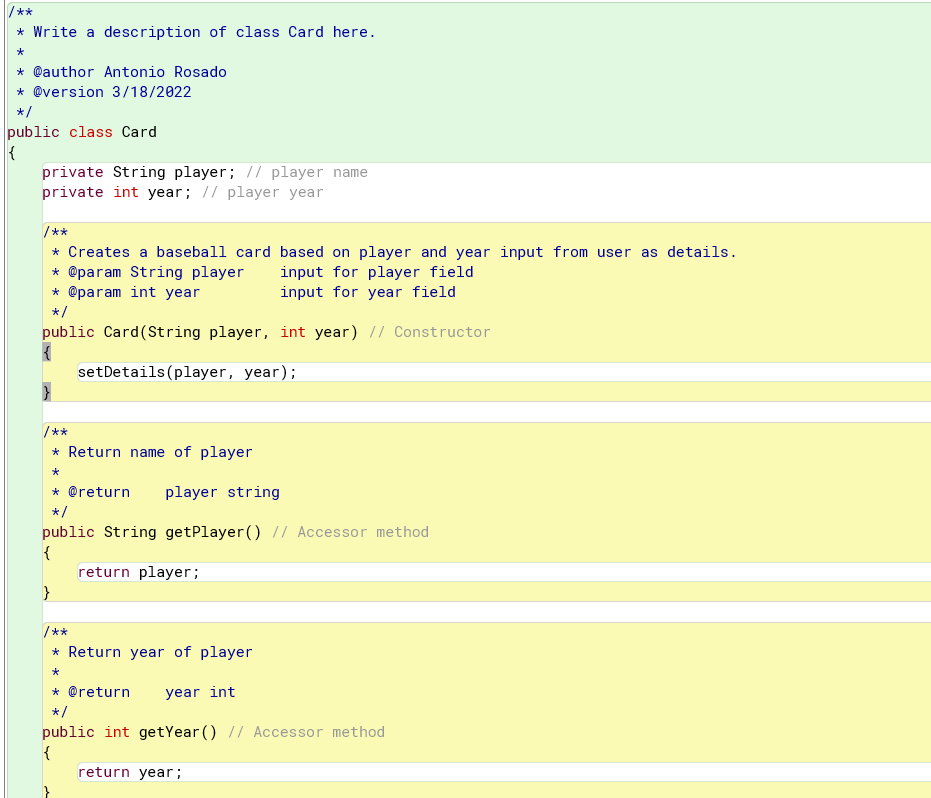 /**
 * Write a description of class Card here.
 *
 * @author Antonio Rosado
 * @version 3/18/2022
 */
public class Card
{
    private String player; // player name
    private int year; // player year

    /**
     * Creates a baseball card based on player and year input from user as details.
     * @param String player    input for player field
     * @param int year         input for year field
     */
    public Card(String player, int year) // Constructor
    {
        setDetails(player, year);
    }

    /**
     * Return name of player
     *
     * @return    player string
     */
    public String getPlayer() // Accessor method
    {
        return player;
    }

    /**
     * Return year of player
     *
     * @return    year int
     */
    public int getYear() // Accessor method
    {
        return year;
    }